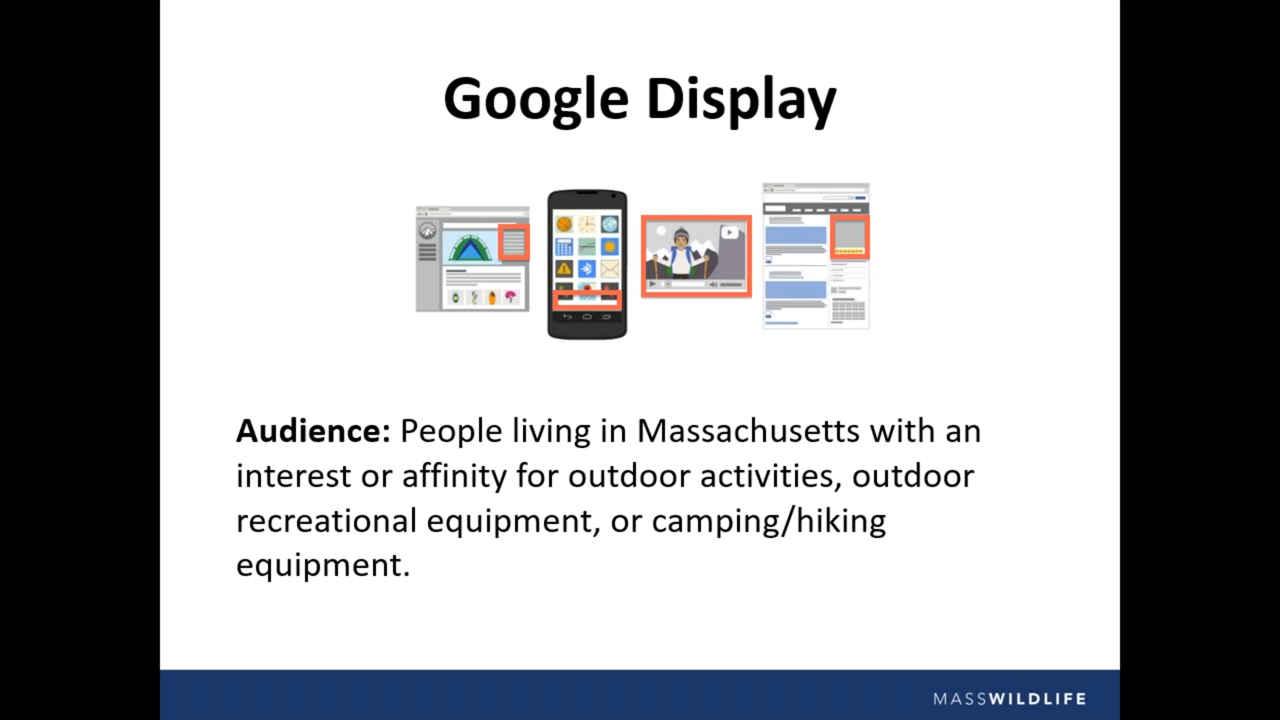 Google Display
Audience: People living in Massachusetts with an
interest or affinity for outdoor activities, outdoor
recreational equipment, or camping/hiking
equipment.
MASSWILDLIFE